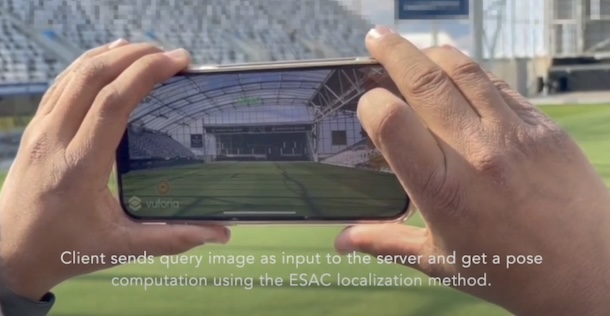 vuforia
Client sends query image as input to the server and get a pose
computation using the ESAC localization method.